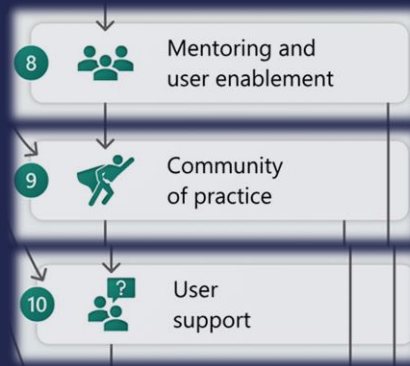 8
Mentoring and
user enablement
9
Community
of practice
10
?
User
support